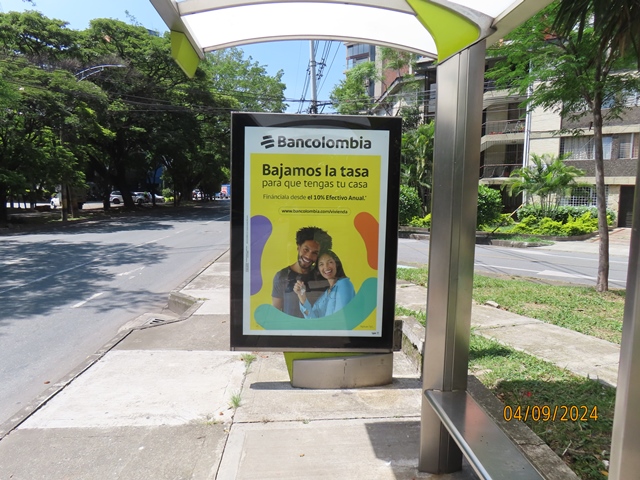 Bancolombia
Bajamos la tasa
para que tengas tu casa
Finánciala desde el 10% Efectivo Anual.*
www.bancolombia.com/vivienda
04/09/2024